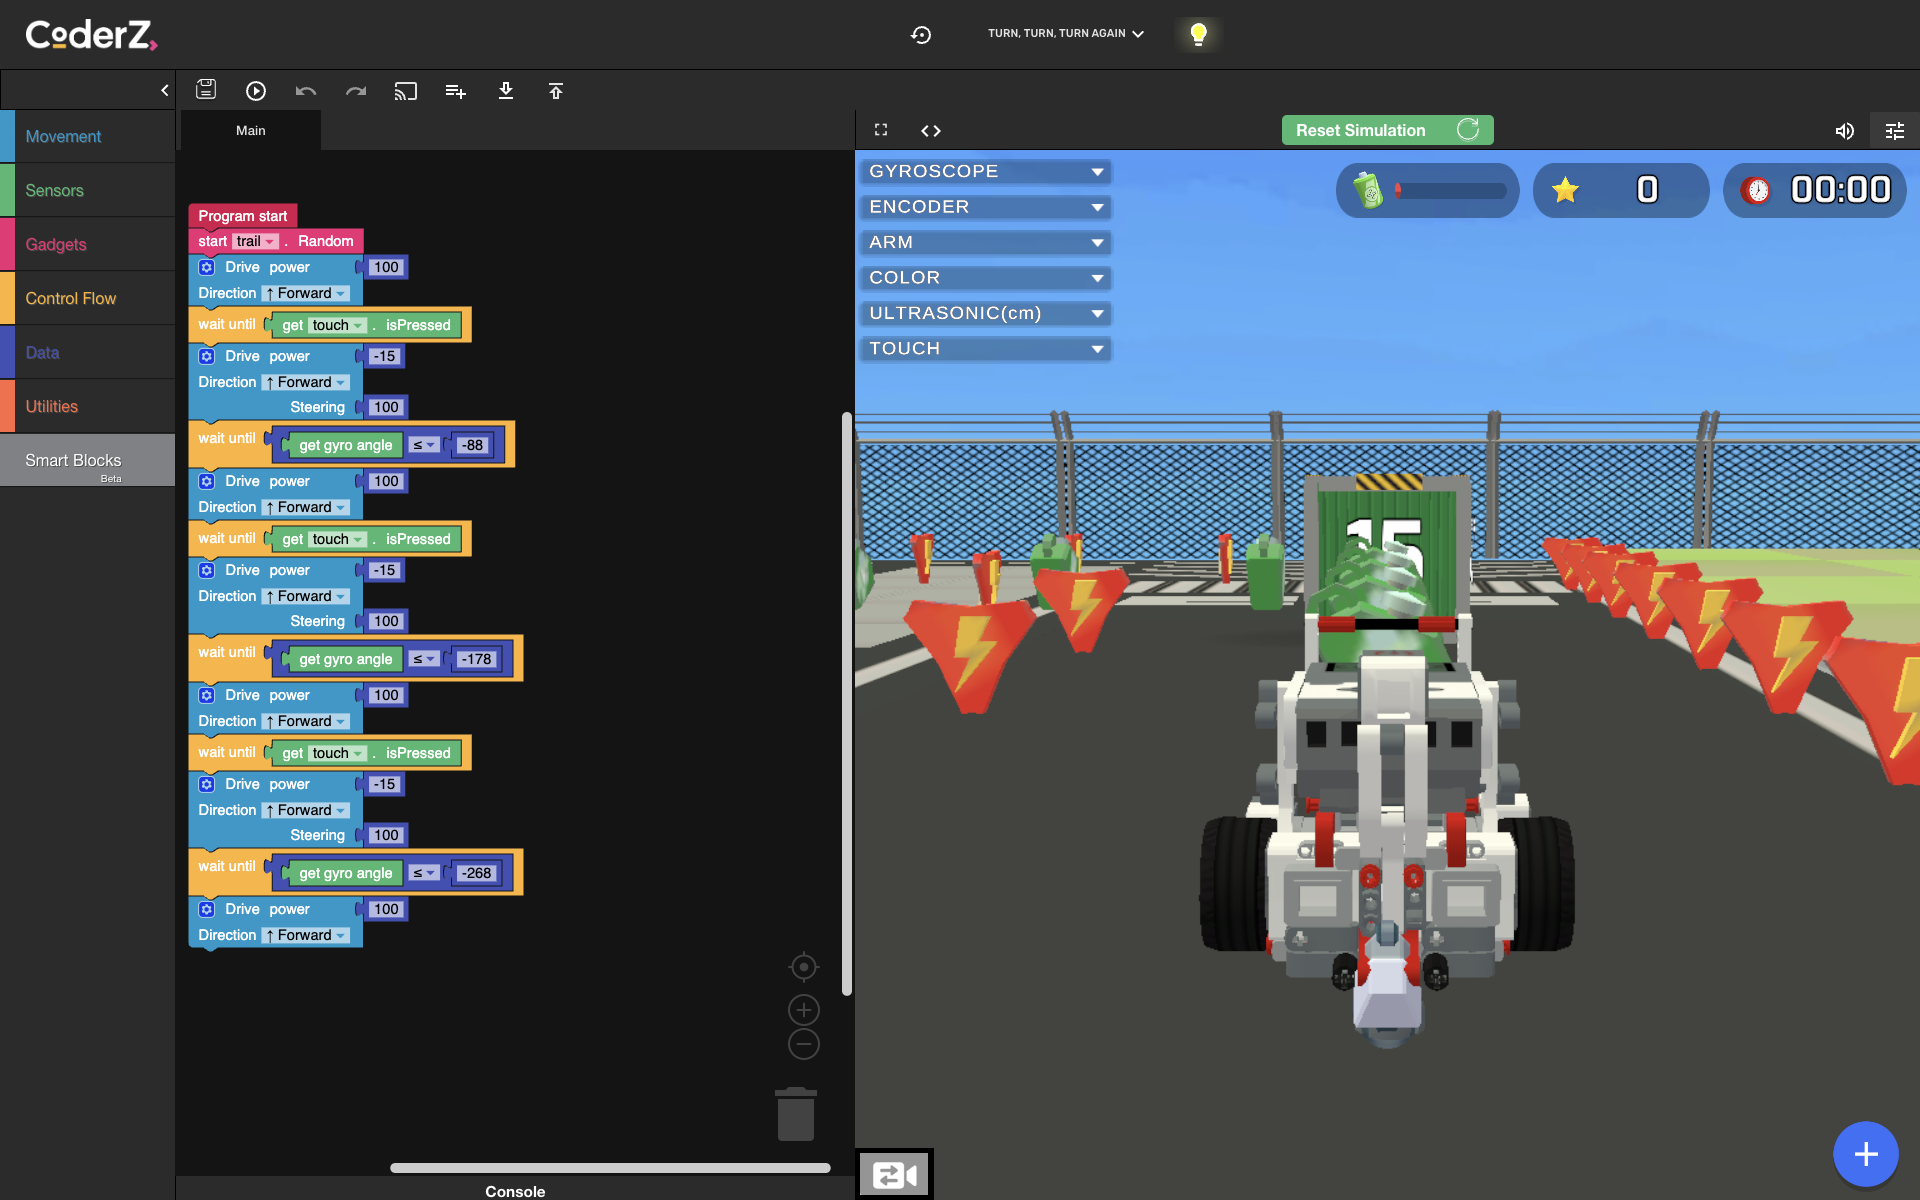 CoderZ
TURN, TURN, TURN AGAIN
Main
Reset Simulation
Movement
Sensors
Gadgets
Control Flow
Data
Utilities
Smart Blocks
Beta
Program start
start trail . Random
Drive power 100
Direction ↑ Forward
wait until get touch . isPressed
Drive power -15
Direction ↑ Forward
Steering 100
wait until get gyro angle ≤ -88
Drive power 100
Direction ↑ Forward
wait until get touch . isPressed
Drive power -15
Direction ↑ Forward
Steering 100
wait until get gyro angle ≤ -178
Drive power 100
Direction ↑ Forward
wait until get touch . isPressed
Drive power -15
Direction ↑ Forward
Steering 100
wait until get gyro angle ≤ -268
Drive power 100
Direction ↑ Forward
Console
GYROSCOPE
ENCODER
ARM
COLOR
ULTRASONIC(cm)
TOUCH
0
00:00
15